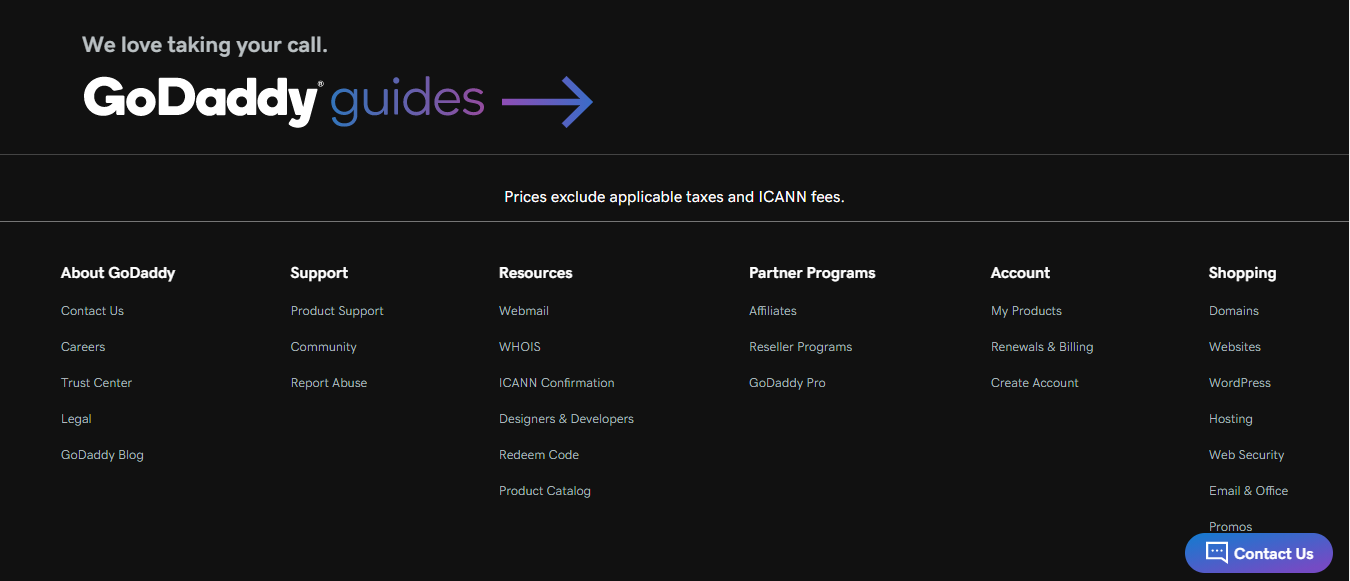 We love taking your call.
GoDaddy® guides
Prices exclude applicable taxes and ICANN fees.
About GoDaddy
Contact Us
Careers
Trust Center
Legal
GoDaddy Blog
Support
Product Support
Community
Report Abuse
Resources
Webmail
WHOIS
ICANN Confirmation
Designers & Developers
Redeem Code
Product Catalog
Partner Programs
Affiliates
Reseller Programs
GoDaddy Pro
Account
My Products
Renewals & Billing
Create Account
Shopping
Domains
Websites
WordPress
Hosting
Web Security
Email & Office
Promos
Contact Us